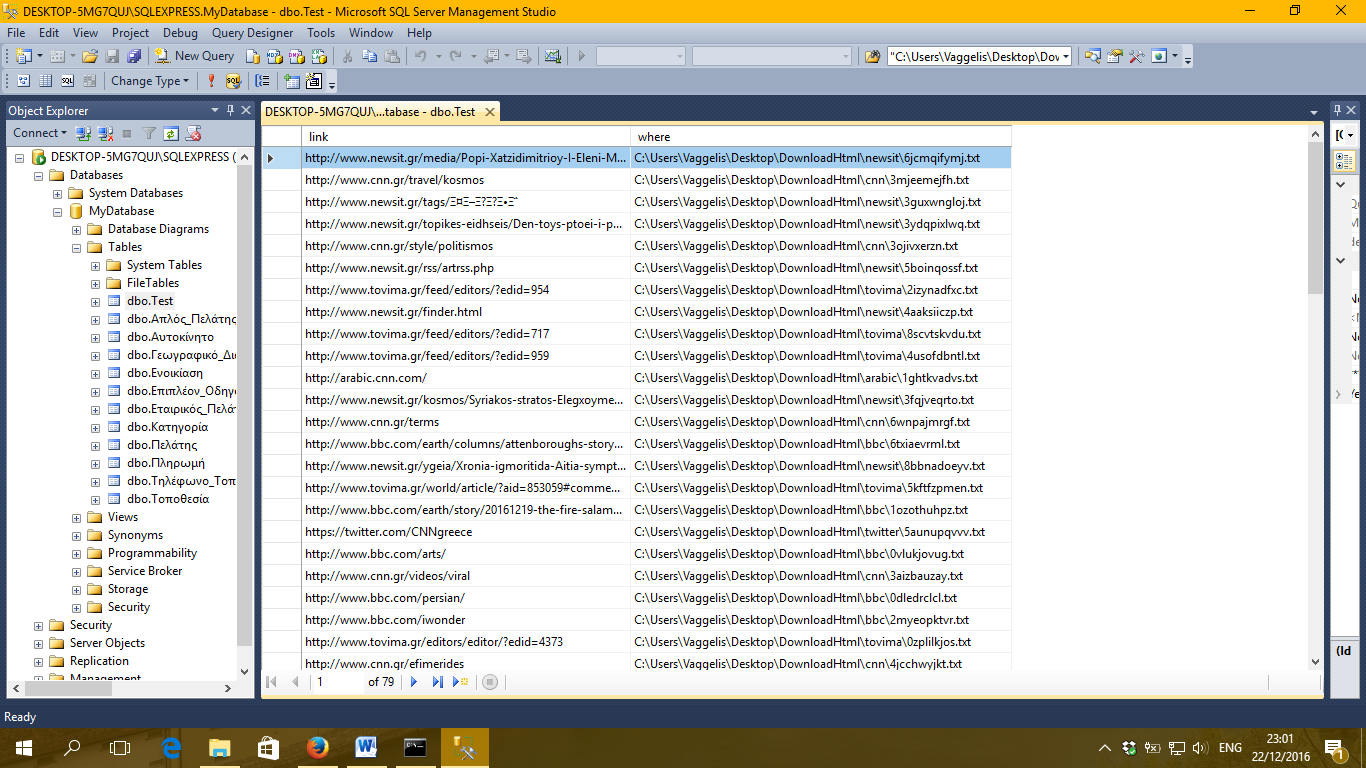 DESKTOP-5MG7QUJ\SQLEXPRESS.MyDatabase - dbo.Test - Microsoft SQL Server Management Studio
File Edit View Project Debug Query Designer Tools Window Help
New Query "C:\Users\Vaggelis\Desktop\Dov
Change Type
Object Explorer
Connect
DESKTOP-5MG7QUJ\SQLEXPRESS (
Databases
System Databases
MyDatabase
Database Diagrams
Tables
System Tables
FileTables
dbo.Test
dbo.Απλός_Πελάτης
dbo.Αυτοκίνητο
dbo.Γεωγραφικό_Δι
dbo.Ενοικίαση
dbo.Επιπλέον_Οδηγ
dbo.Εταιρικός_Πελά
dbo.Κατηγορία
dbo.Πελάτης
dbo.Πληρωμή
dbo.Τηλέφωνο_Τοπ
dbo.Τοποθεσία
Views
Synonyms
Programmability
Service Broker
Storage
Security
Security
Server Objects
Replication
Management
DESKTOP-5MG7QUJ\...tabase - dbo.Test
link where
http://www.newsit.gr/media/Popi-Xatzidimitrioy-I-Eleni-M... C:\Users\Vaggelis\Desktop\DownloadHtml\newsit\6jcmqifymj.txt
http://www.cnn.gr/travel/kosmos C:\Users\Vaggelis\Desktop\DownloadHtml\cnn\3mjeemejfh.txt
http://www.newsit.gr/tags/ C:\Users\Vaggelis\Desktop\DownloadHtml\newsit\3guxwngloj.txt
http://www.newsit.gr/topikes-eidhseis/Den-toys-ptoei-i-p... C:\Users\Vaggelis\Desktop\DownloadHtml\newsit\3ydqpixlwq.txt
http://www.cnn.gr/style/politismos C:\Users\Vaggelis\Desktop\DownloadHtml\cnn\3ojivxerzn.txt
http://www.newsit.gr/rss/artrss.php C:\Users\Vaggelis\Desktop\DownloadHtml\newsit\5boinqossf.txt
http://www.tovima.gr/feed/editors/?edid=954 C:\Users\Vaggelis\Desktop\DownloadHtml\tovima\2izynadfxc.txt
http://www.newsit.gr/finder.html C:\Users\Vaggelis\Desktop\DownloadHtml\newsit\4aaksiiczp.txt
http://www.tovima.gr/feed/editors/?edid=717 C:\Users\Vaggelis\Desktop\DownloadHtml\tovima\8scvtskvdu.txt
http://www.tovima.gr/feed/editors/?edid=959 C:\Users\Vaggelis\Desktop\DownloadHtml\tovima\4usofdbntl.txt
http://arabic.cnn.com/ C:\Users\Vaggelis\Desktop\DownloadHtml\arabic\1ghtkvadvs.txt
http://www.newsit.gr/kosmos/Syriakos-stratos-Elegxoyme... C:\Users\Vaggelis\Desktop\DownloadHtml\newsit\3fqjveqrto.txt
http://www.cnn.gr/terms C:\Users\Vaggelis\Desktop\DownloadHtml\cnn\6wnpajmrgf.txt
http://www.bbc.com/earth/columns/attenboroughs-story... C:\Users\Vaggelis\Desktop\DownloadHtml\bbc\6txiaevrml.txt
http://www.newsit.gr/ygeia/Xronia-igmoritida-Aitia-sympt... C:\Users\Vaggelis\Desktop\DownloadHtml\newsit\8bbnadoeyv.txt
http://www.tovima.gr/world/article/?aid=853059#comme... C:\Users\Vaggelis\Desktop\DownloadHtml\tovima\5kftfzpmen.txt
http://www.bbc.com/earth/story/20161219-the-fire-salam... C:\Users\Vaggelis\Desktop\DownloadHtml\bbc\1ozothuhpz.txt
https://twitter.com/CNNgreece C:\Users\Vaggelis\Desktop\DownloadHtml\twitter\5aunupqvvv.txt
http://www.bbc.com/arts/ C:\Users\Vaggelis\Desktop\DownloadHtml\bbc\0vlukjovug.txt
http://www.cnn.gr/videos/viral C:\Users\Vaggelis\Desktop\DownloadHtml\cnn\3aizbauzay.txt
http://www.bbc.com/persian/ C:\Users\Vaggelis\Desktop\DownloadHtml\bbc\0dledrclcl.txt
http://www.bbc.com/iwonder C:\Users\Vaggelis\Desktop\DownloadHtml\bbc\2myeopktvr.txt
http://www.tovima.gr/editors/editor/?edid=4373 C:\Users\Vaggelis\Desktop\DownloadHtml\tovima\0zplilkjos.txt
http://www.cnn.gr/efimerides C:\Users\Vaggelis\Desktop\DownloadHtml\cnn\4jcchwyjkt.txt
1 of 79
(Id
Ready
ENG
23:01
22/12/2016
1